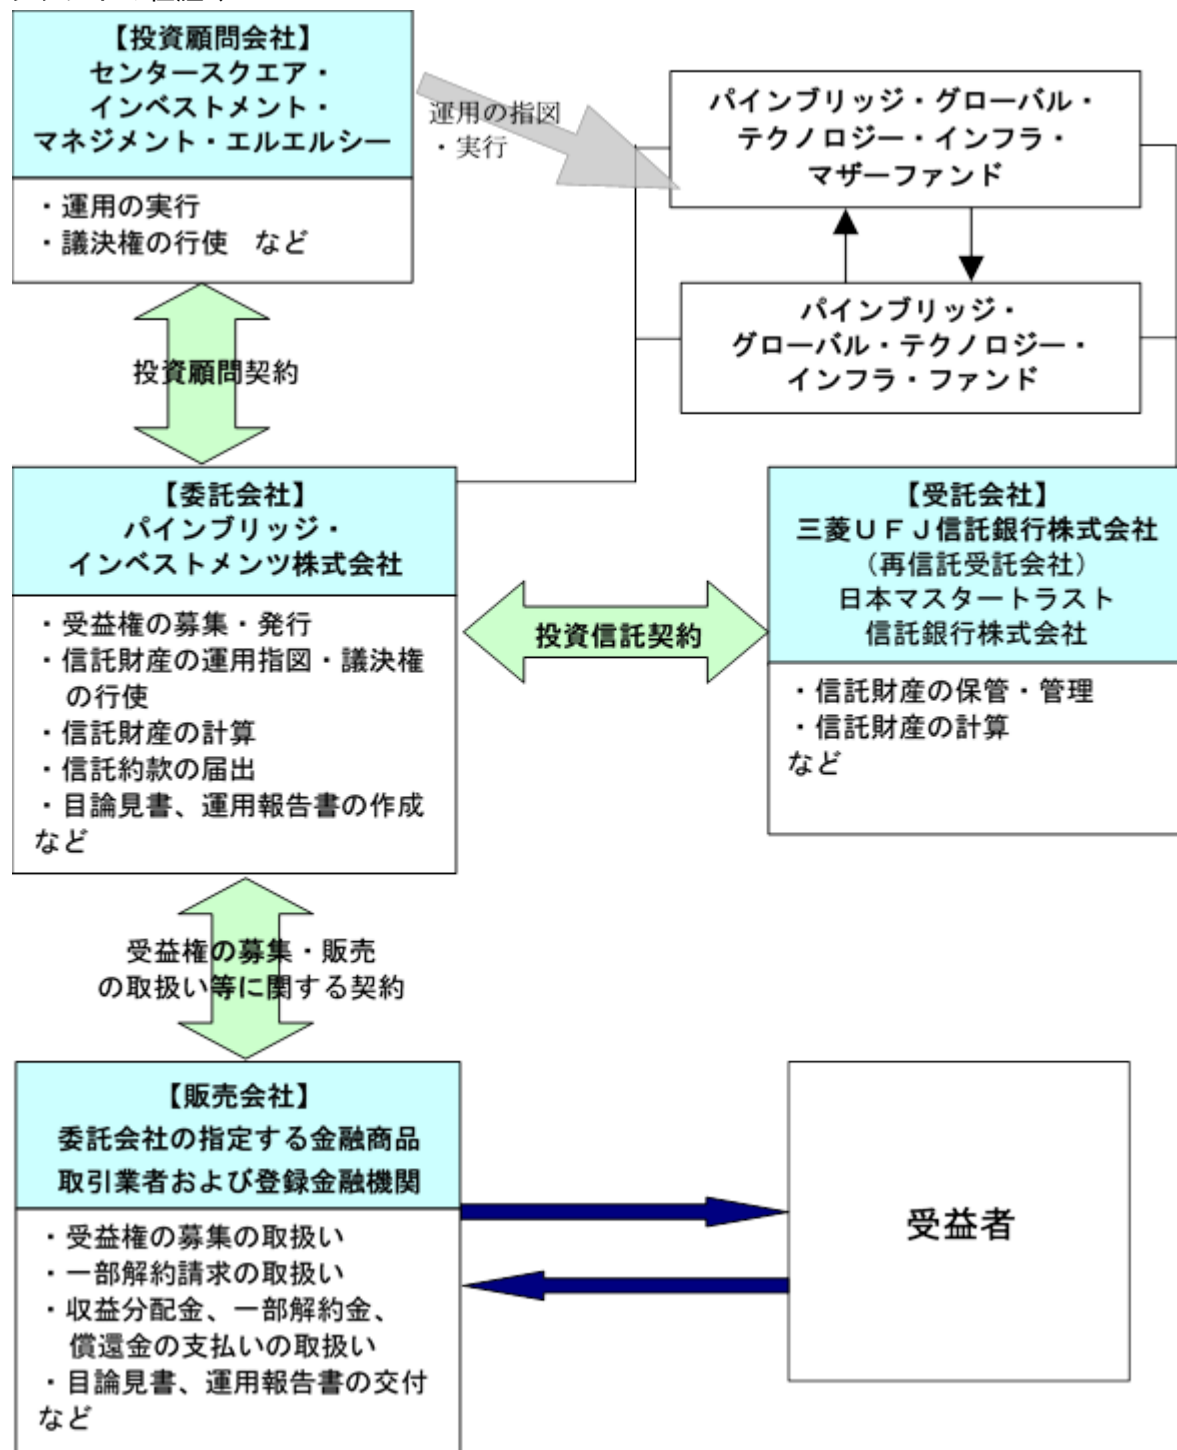 【投資顧問会社】
センタースクエア・
インベストメント・
マネジメント・エルエルシー
・運用の実行
・議決権の行使　など
運用の指図
・実行
パインブリッジ・グローバル・
テクノロジー・インフラ・
マザーファンド
パインブリッジ・
グローバル・テクノロジー・
インフラ・ファンド
投資顧問契約
【委託会社】
パインブリッジ・
インベストメンツ株式会社
・受益権の募集・発行
・信託財産の運用指図・議決権
の行使
・信託財産の計算
・信託約款の届出
・目論見書、運用報告書の作成
など
投資信託契約
【受託会社】
三菱ＵＦＪ信託銀行株式会社
（再信託受託会社）
日本マスタートラスト
信託銀行株式会社
・信託財産の保管・管理
・信託財産の計算
など
受益権の募集・販売
の取扱い等に関する契約
【販売会社】
委託会社の指定する金融商品
取引業者および登録金融機関
・受益権の募集の取扱い
・一部解約請求の取扱い
・収益分配金、一部解約金、
償還金の支払いの取扱い
・目論見書、運用報告書の交付
など
受益者